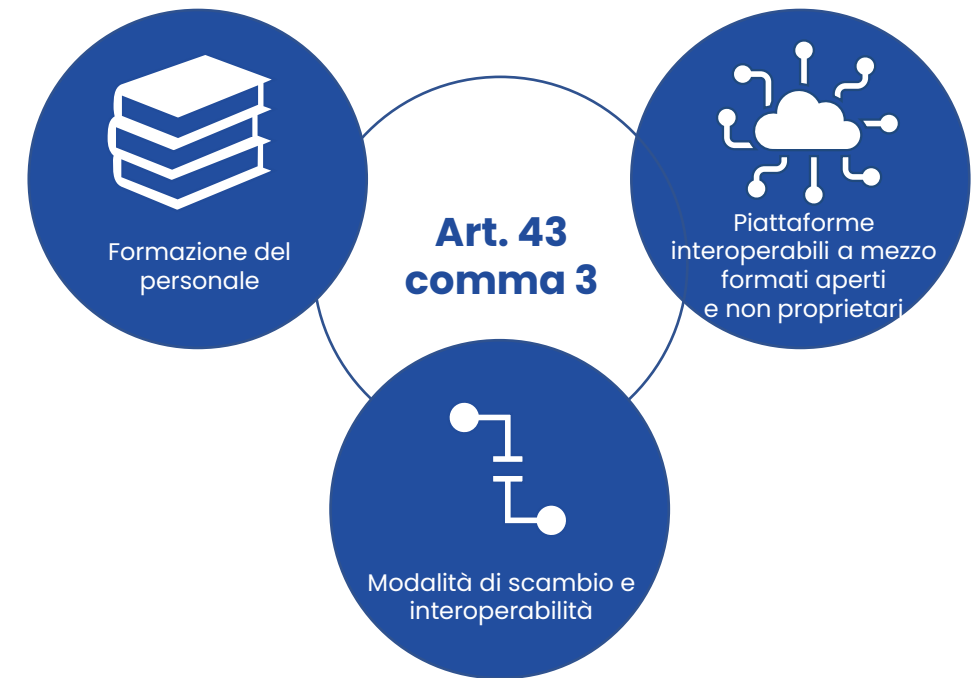 Formazione del
personale
Art. 43
comma 3
Piattaforme
interoperabili a mezzo
formati aperti
e non proprietari
Modalità di scambio e
interoperabilità